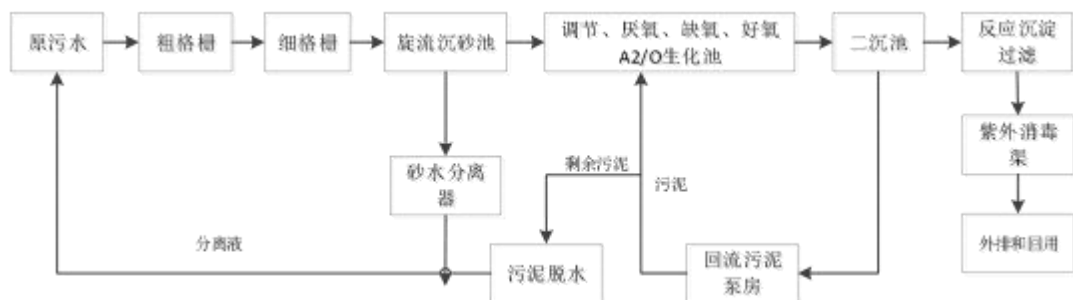 原污水
粗格栅
细格栅
旋流沉砂池
调节、厌氧、缺氧、好氧
A2/O生化池
二沉池
反应沉淀
过滤
紫外消毒
渠
砂水分离
器
剩余污泥
污泥
外排和回用
分离液
污泥脱水
回流污泥
泵房